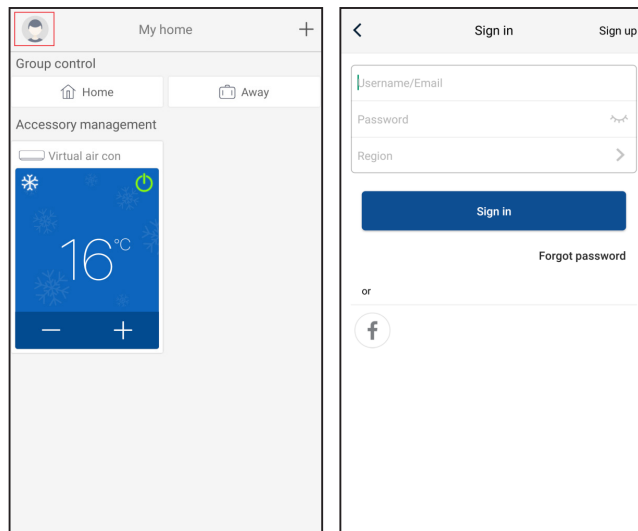 My home
+
Group control
Home
Away
Accessory management
Virtual air con
16°C
— +
Sign in
Sign up
Username/Email
Password
Region
Sign in
Forgot password
or
f